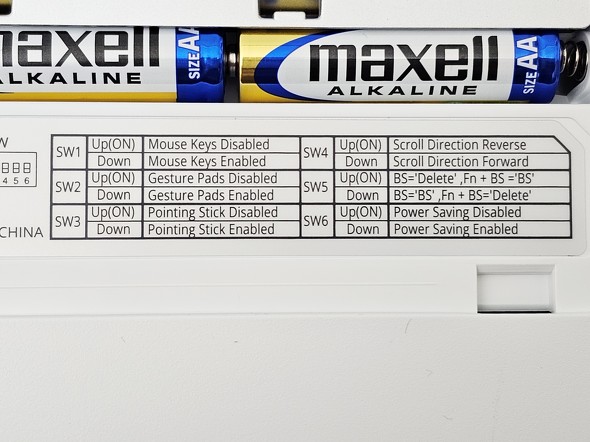 maxell
ALKALINE
SIZE AA
maxell
ALKALINE
SIZE AA
4 5 6
CHINA
SW1 Up(ON) Mouse Keys Disabled
Down Mouse Keys Enabled
SW2 Up(ON) Gesture Pads Disabled
Down Gesture Pads Enabled
SW3 Up(ON) Pointing Stick Disabled
Down Pointing Stick Enabled
SW4 Up(ON) Scroll Direction Reverse
Down Scroll Direction Forward
SW5 Up(ON) BS='Delete' ,Fn + BS ='BS'
Down BS='BS' ,Fn + BS='Delete'
SW6 Up(ON) Power Saving Disabled
Down Power Saving Enabled